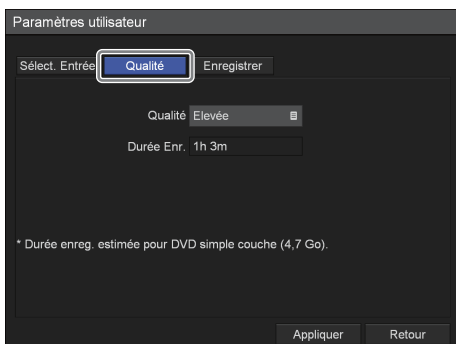 Paramètres utilisateur
Sélect. Entrée Qualité Enregistrer
Qualité Elevée
Durée Enr. 1h 3m
* Durée enreg. estimée pour DVD simple couche (4,7 Go).
Appliquer Retour